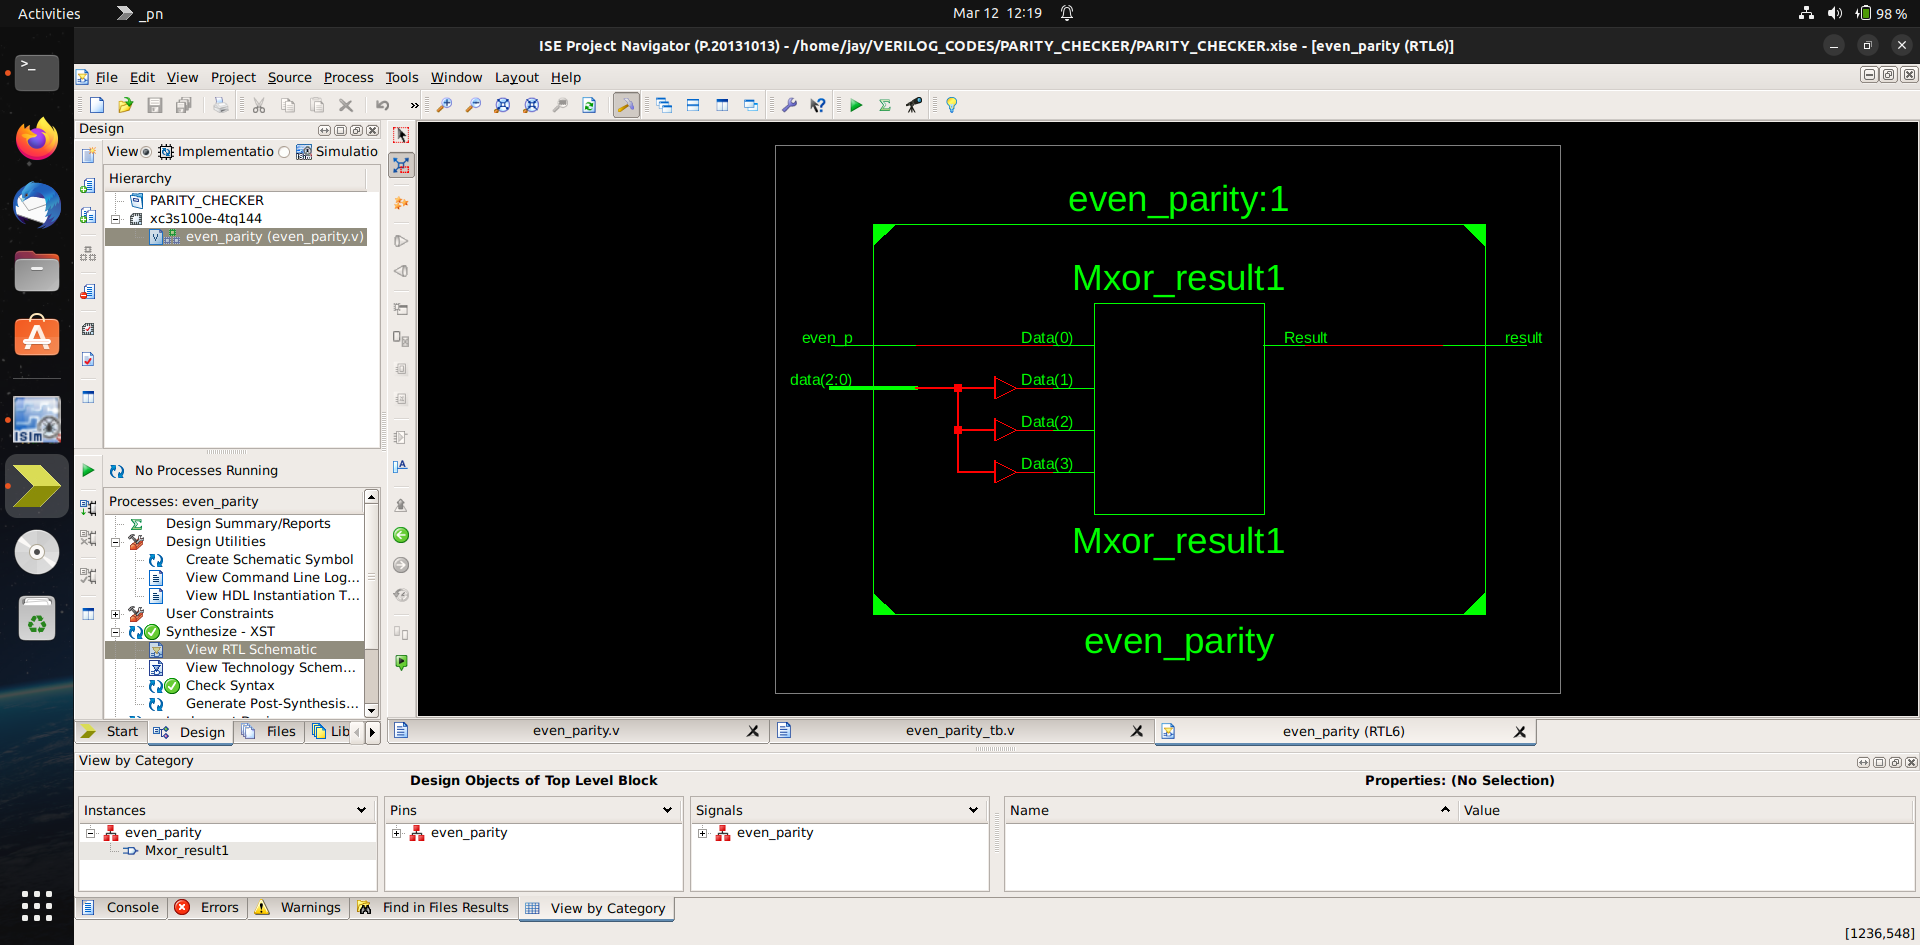 Activities
_pn
Mar 12 12:19
98 %
ISE Project Navigator (P.20131013) - /home/jay/VERILOG_CODES/PARITY_CHECKER/PARITY_CHECKER.xise - [even_parity (RTL6)]
File Edit View Project Source Process Tools Window Layout Help
Design
View Implementatio Simulatio
Hierarchy
PARITY_CHECKER
xc3s100e-4tq144
even_parity (even_parity.v)
No Processes Running
Processes: even_parity
Design Summary/Reports
Design Utilities
Create Schematic Symbol
View Command Line Log...
View HDL Instantiation T...
User Constraints
Synthesize - XST
View RTL Schematic
View Technology Schem...
Check Syntax
Generate Post-Synthesis...
Start Design Files Lib
even_parity:1
Mxor_result1
even_p Data(0) Result result
data(2:0) Data(1)
Data(2)
Data(3)
Mxor_result1
even_parity
even_parity.v
even_parity_tb.v
even_parity (RTL6)
View by Category
Design Objects of Top Level Block
Properties: (No Selection)
Instances
even_parity
Mxor_result1
Pins
even_parity
Signals
even_parity
Name Value
Console Errors Warnings Find in Files Results View by Category
[1236,548]
ISim